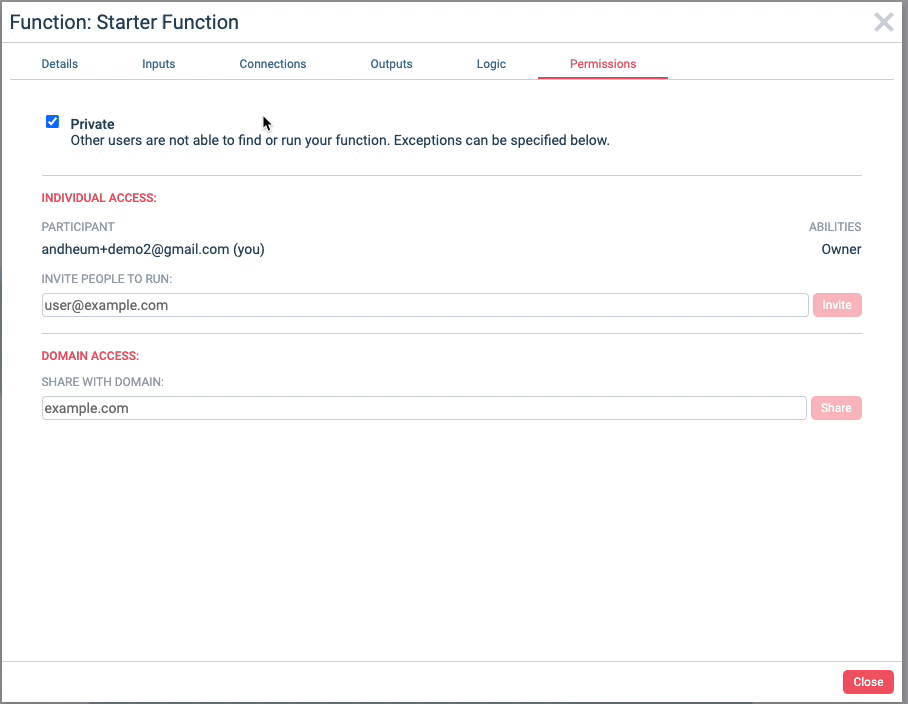 Function: Starter Function
Details Inputs Connections Outputs Logic Permissions
Private
Other users are not able to find or run your function. Exceptions can be specified below.
INDIVIDUAL ACCESS:
PARTICIPANT ABILITIES
andheum+demo2@gmail.com (you) Owner
INVITE PEOPLE TO RUN:
user@example.com Invite
DOMAIN ACCESS:
SHARE WITH DOMAIN:
example.com Share
Close